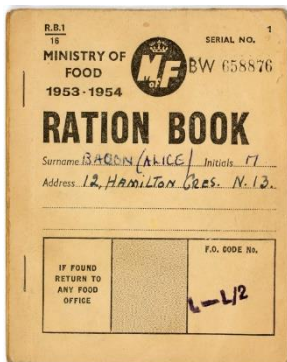 R.B.1
16
SERIAL NO. 1
MINISTRY OF
FOOD
1953-1954
MF
OF
BW 658876
RATION BOOK
Surname BACON (ALICE) Initials M
Address 12, HAMILTON CRES. N.13.
IF FOUND
RETURN TO
ANY FOOD
OFFICE
F.O. CODE No.
L-L/2